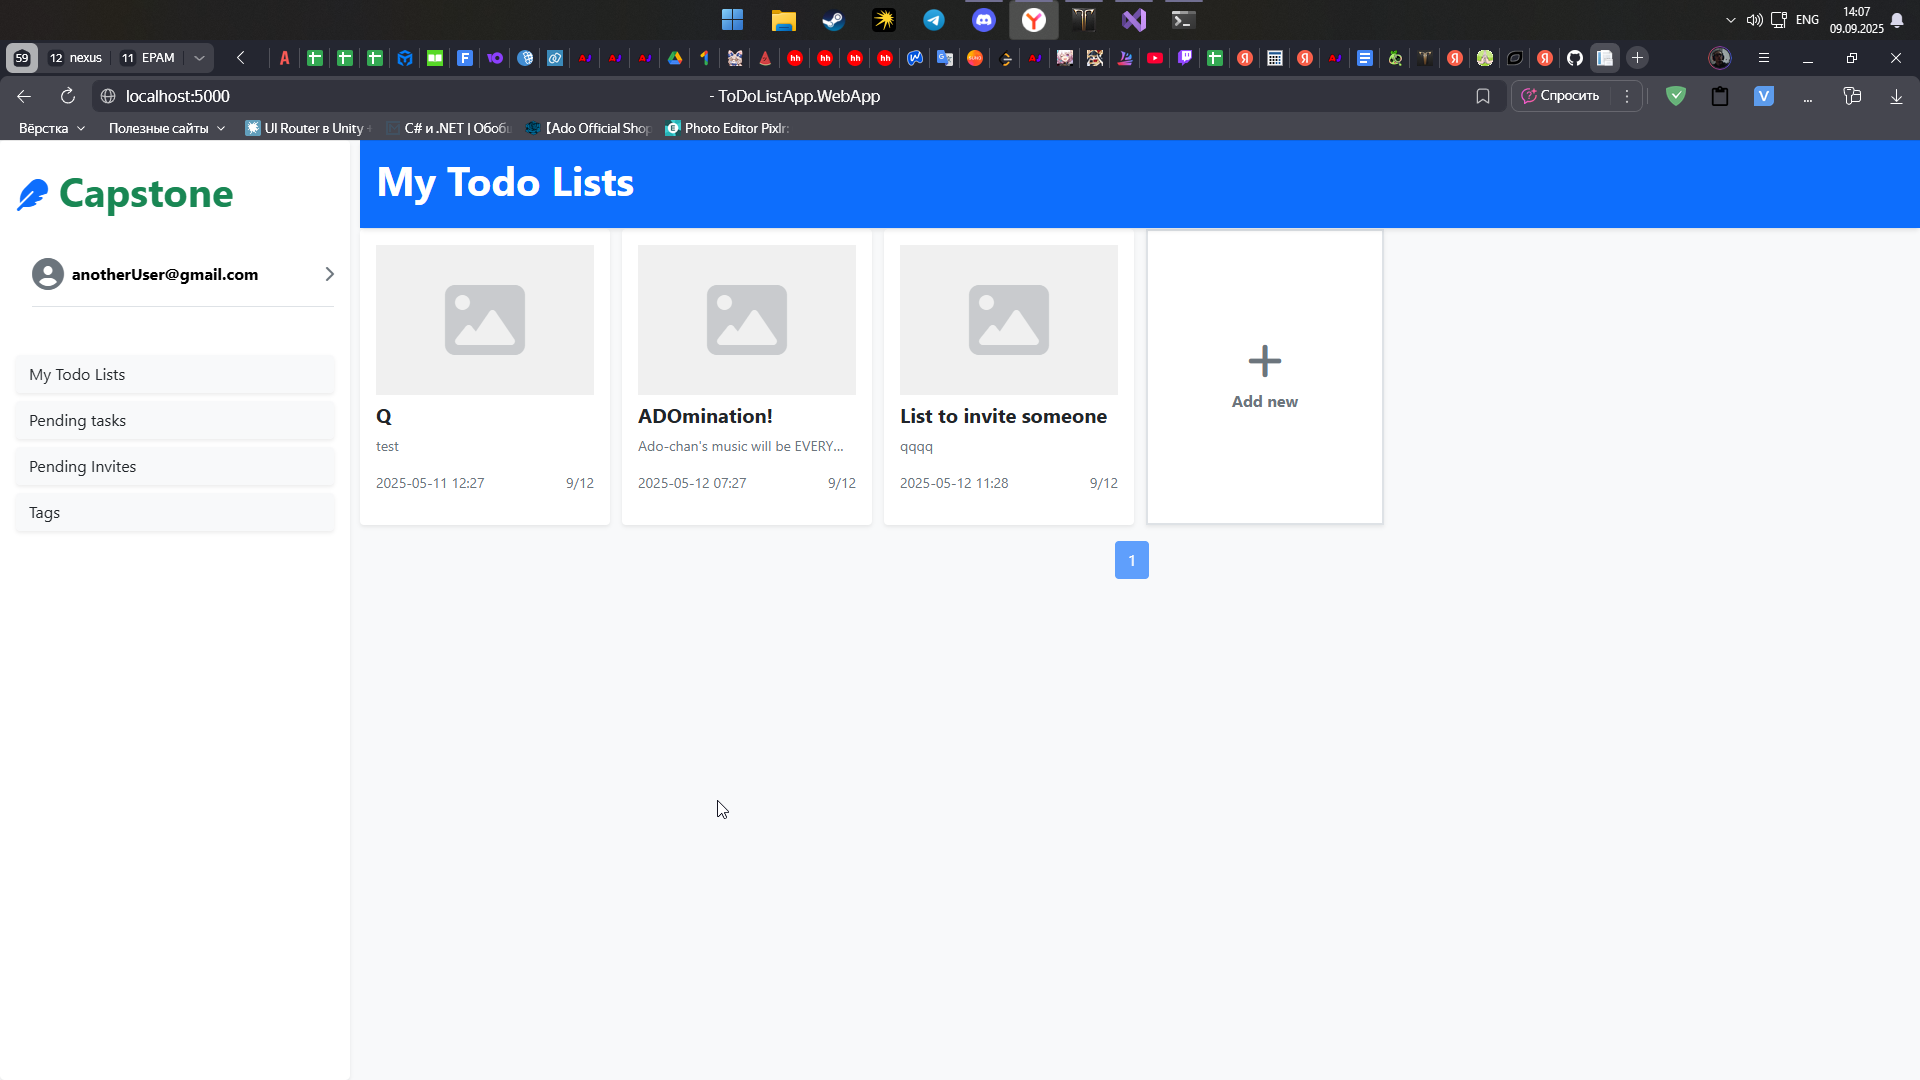 ENG
14:07
09.09.2025
59
12 nexus
11 EPAM
localhost:5000
- ToDoListApp.WebApp
Спросить
Вёрстка
Полезные сайты
UI Router в Unity
C# и .NET |
【Ado Official Shop
Photo Editor Pixlr:
Capstone
anotherUser@gmail.com
My Todo Lists
Pending tasks
Pending Invites
Tags
My Todo Lists
Q
test
2025-05-11 12:27 9/12
ADOmination!
Ado-chan's music will be EVERY...
2025-05-12 07:27 9/12
List to invite someone
qqqq
2025-05-12 11:28 9/12
Add new
1